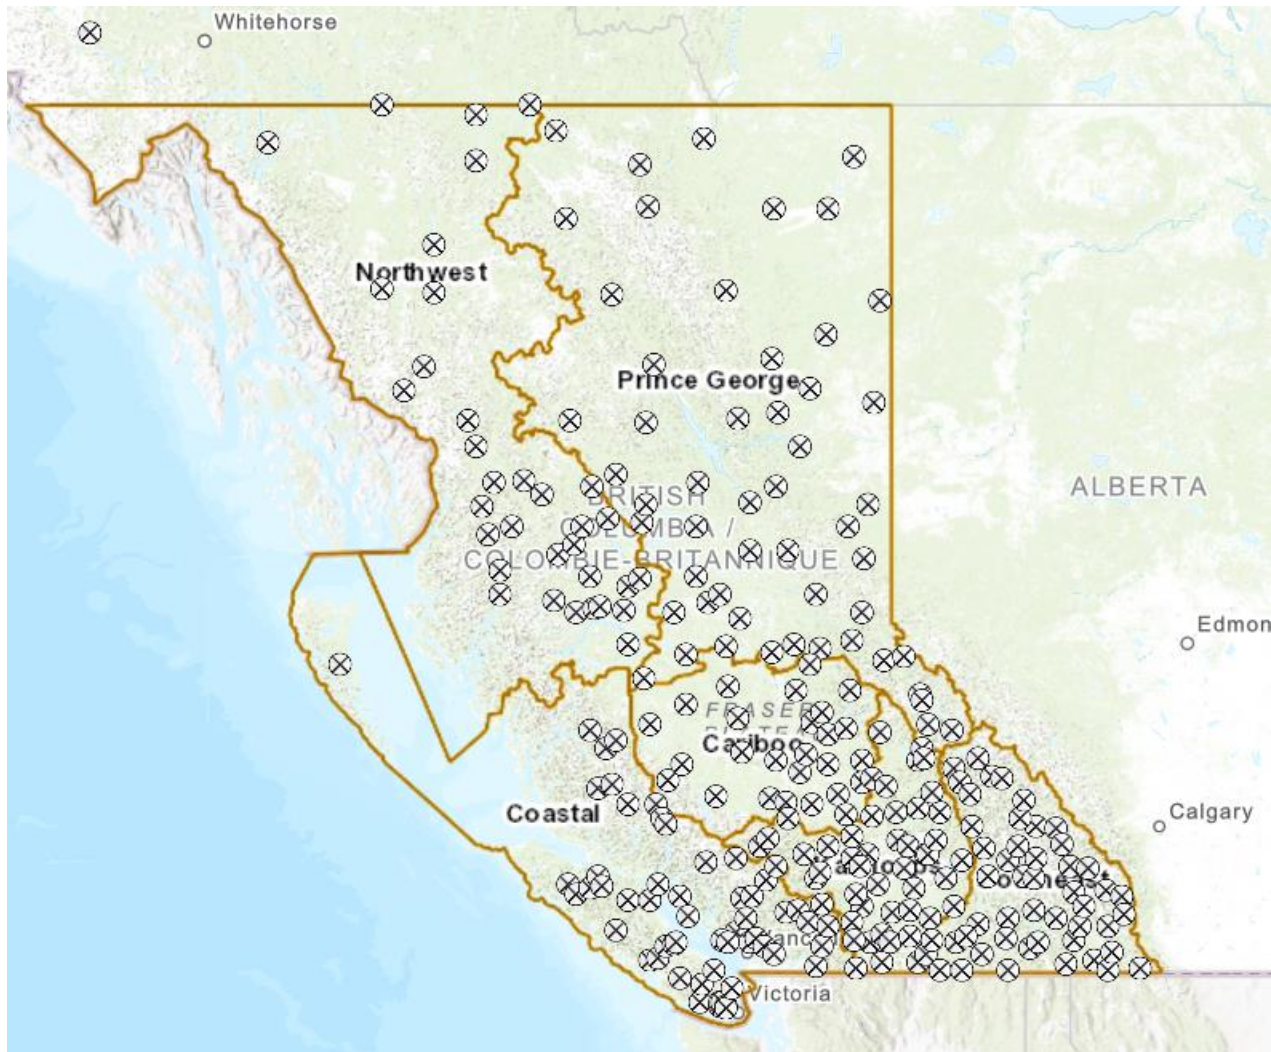 Whitehorse
Northwest
Prince George
ALBERTA
BRITISH
COLUMBIA /
COLOMBIE-BRITANNIQUE
Edmon
FRASER
Cariboo
Calgary
Coastal
Victoria